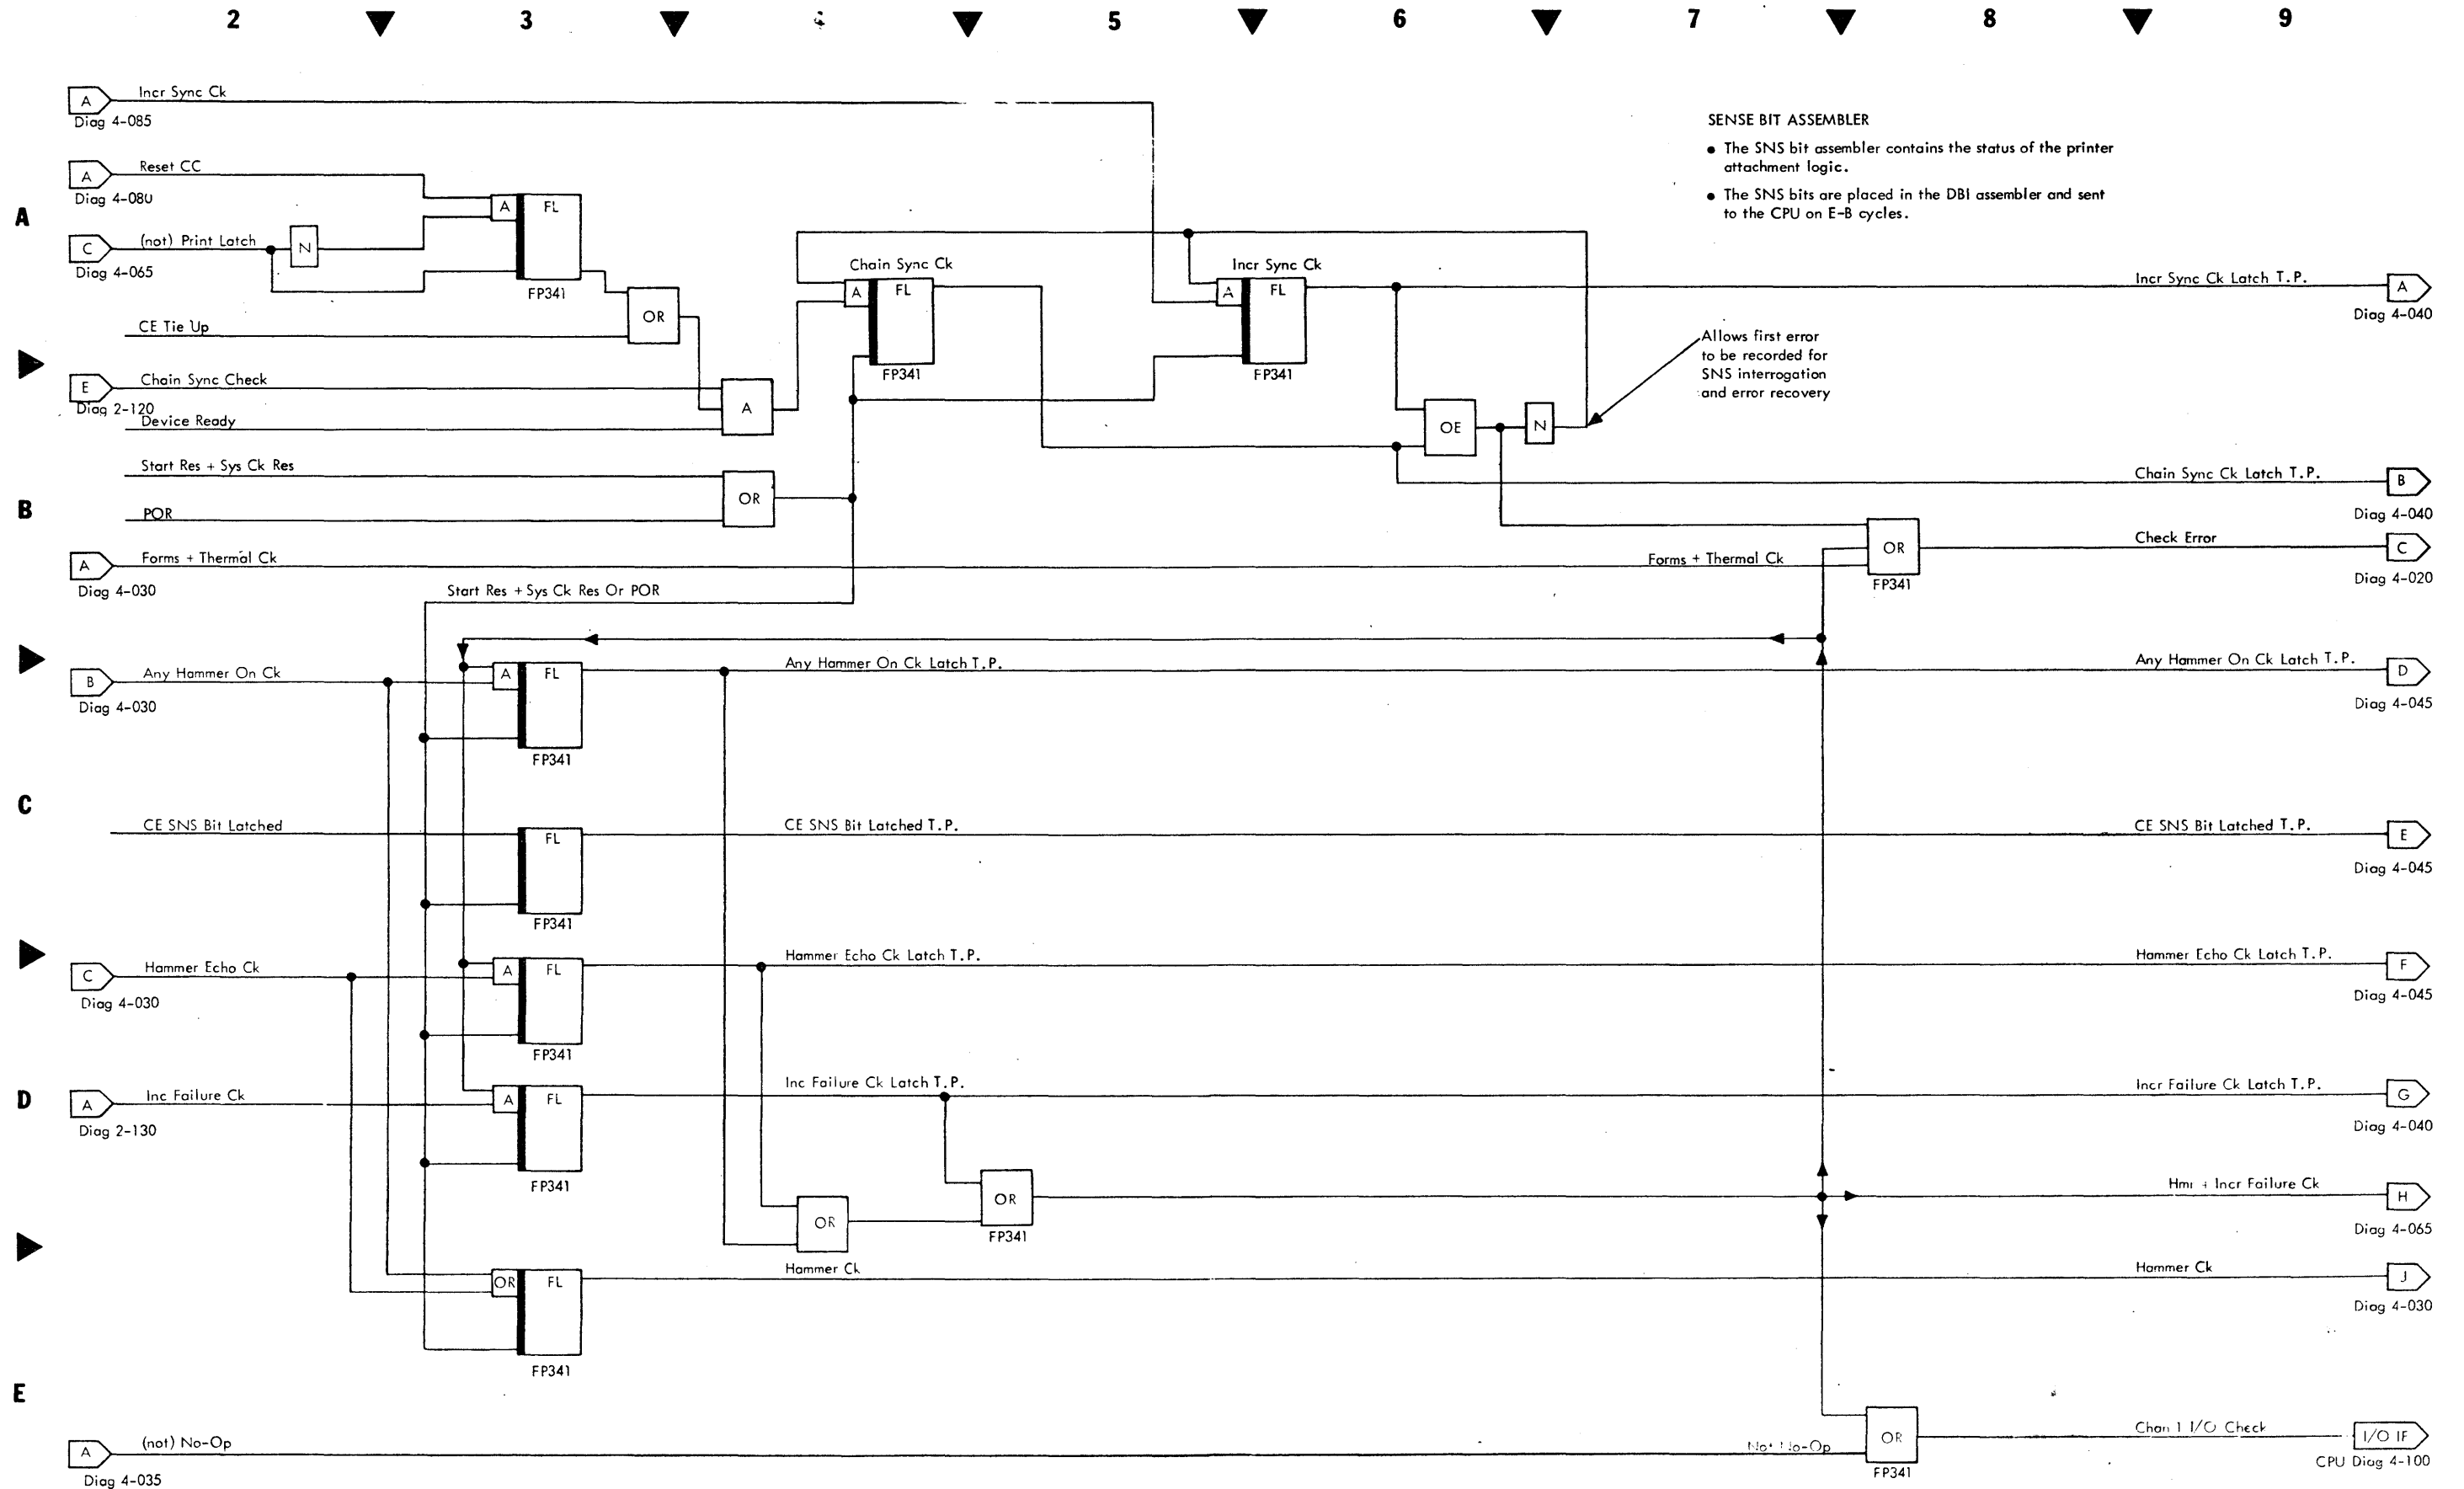 2 3 4 5 6 7 8 9
A Incr Sync Ck
Diag 4-085
SENSE BIT ASSEMBLER
● The SNS bit assembler contains the status of the printer
attachment logic.
● The SNS bits are placed in the DBI assembler and sent
to the CPU on E-B cycles.
A Reset CC
Diag 4-080
A
A FL
FP341
C (not) Print Latch N
Diag 4-065
Chain Sync Ck
A FL
FP341
Incr Sync Ck
A FL
FP341
Incr Sync Ck Latch T.P. A
Diag 4-040
OR
CE Tie Up
Allows first error
to be recorded for
SNS interrogation
and error recovery
E Chain Sync Check
Diag 2-120
Device Ready
A
OE N
Start Res + Sys Ck Res
OR
POR
Chain Sync Ck Latch T.P. B
Diag 4-040
B
A Forms + Thermal Ck
Diag 4-030
Forms + Thermal Ck
OR
FP341
Check Error C
Diag 4-020
Start Res + Sys Ck Res Or POR
B Any Hammer On Ck
Diag 4-030
A FL
FP341
Any Hammer On Ck Latch T.P.
Any Hammer On Ck Latch T.P. D
Diag 4-045
C
CE SNS Bit Latched
FL
FP341
CE SNS Bit Latched T.P.
CE SNS Bit Latched T.P. E
Diag 4-045
C Hammer Echo Ck
Diag 4-030
A FL
FP341
Hammer Echo Ck Latch T.P.
Hammer Echo Ck Latch T.P. F
Diag 4-045
D
A Inc Failure Ck
Diag 2-130
A FL
FP341
Inc Failure Ck Latch T.P.
Incr Failure Ck Latch T.P. G
Diag 4-040
OR
OR
FP341
Hmr + Incr Failure Ck H
Diag 4-065
OR FL
FP341
Hammer Ck
Hammer Ck J
Diag 4-030
E
A (not) No-Op
Diag 4-035
Not No-Op
OR
FP341
Chan 1 I/O Check I/O IF
CPU Diag 4-100